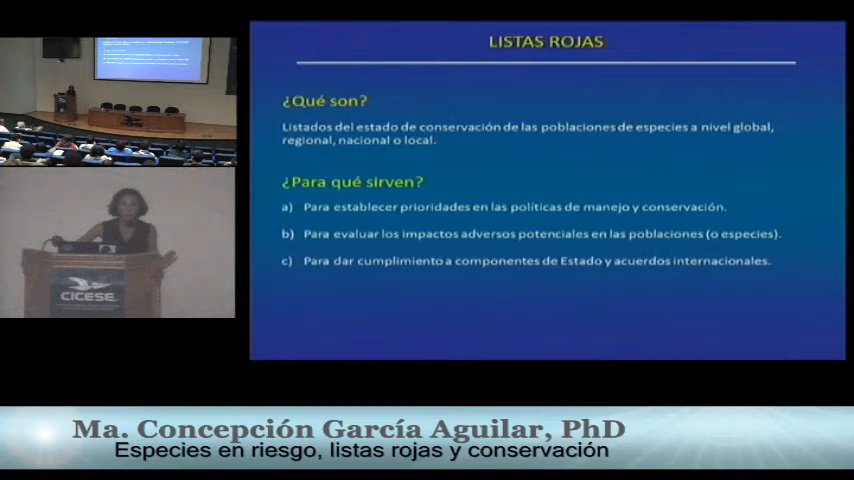 LISTAS ROJAS
¿Qué son?
Listados del estado de conservación de las poblaciones de especies a nivel global,
regional, nacional o local.
¿Para qué sirven?
a) Para establecer prioridades en las políticas de manejo y conservación.
b) Para evaluar los impactos adversos potenciales en las poblaciones (o especies).
c) Para dar cumplimiento a componentes de Estado y acuerdos internacionales.
CICESE
Ma. Concepción García Aguilar, PhD
Especies en riesgo, listas rojas y conservación